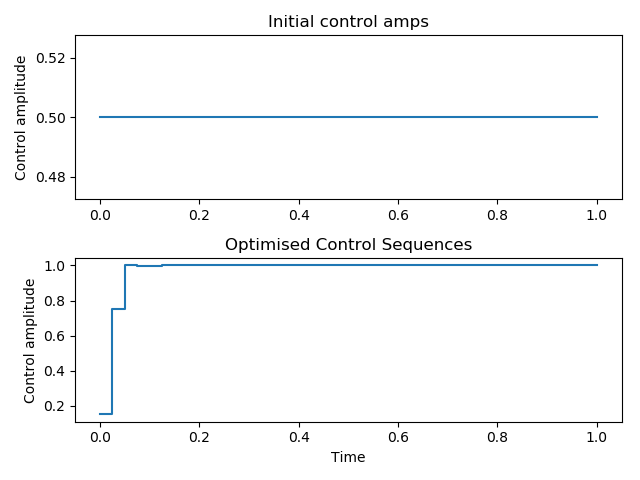 Initial control amps
Control amplitude
0.52
0.50
0.48
0.0 0.2 0.4 0.6 0.8 1.0
Optimised Control Sequences
Control amplitude
1.0
0.8
0.6
0.4
0.2
0.0 0.2 0.4 0.6 0.8 1.0
Time